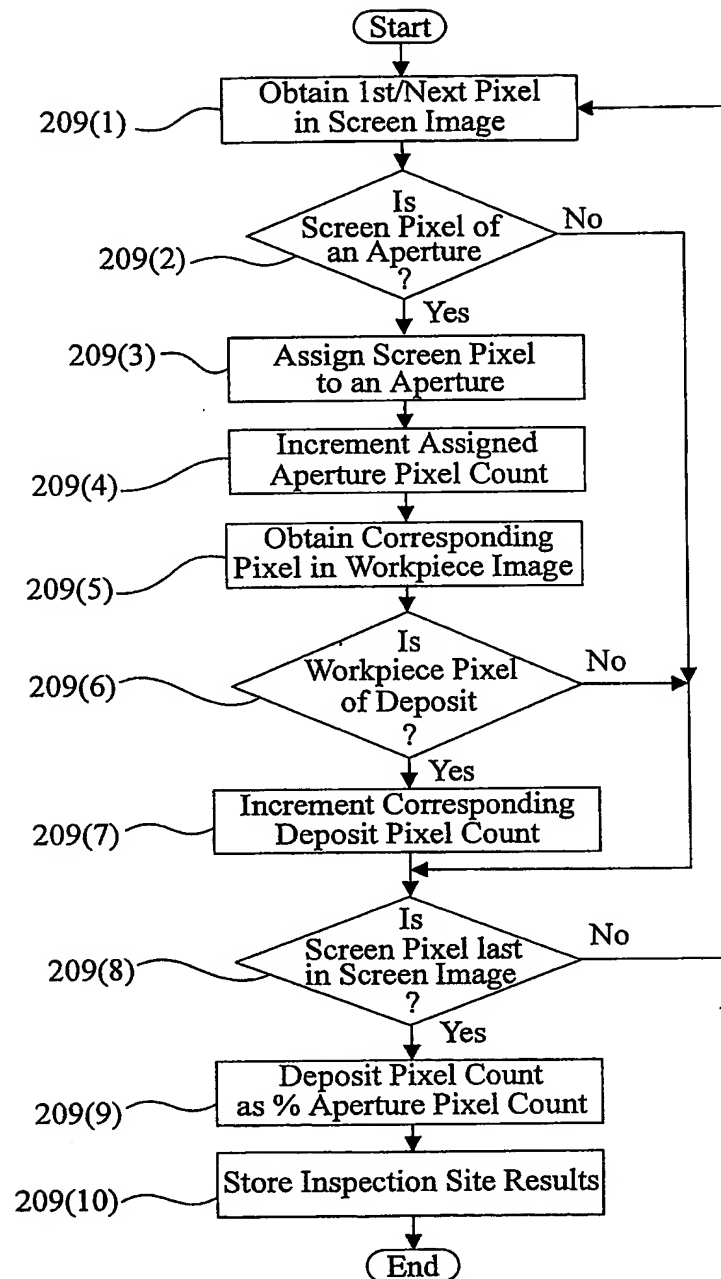 Start
Obtain 1st/Next Pixel
in Screen Image
209(1)
Is
Screen Pixel of
an Aperture
?
No
209(2)
Yes
209(3)
Assign Screen Pixel
to an Aperture
Increment Assigned
Aperture Pixel Count
209(4)
Obtain Corresponding
Pixel in Workpiece Image
209(5)
Is
Workpiece Pixel
of Deposit
?
No
209(6)
Yes
Increment Corresponding
Deposit Pixel Count
209(7)
Is
Screen Pixel last
in Screen Image
?
No
209(8)
Yes
Deposit Pixel Count
as % Aperture Pixel Count
209(9)
Store Inspection Site Results
209(10)
End